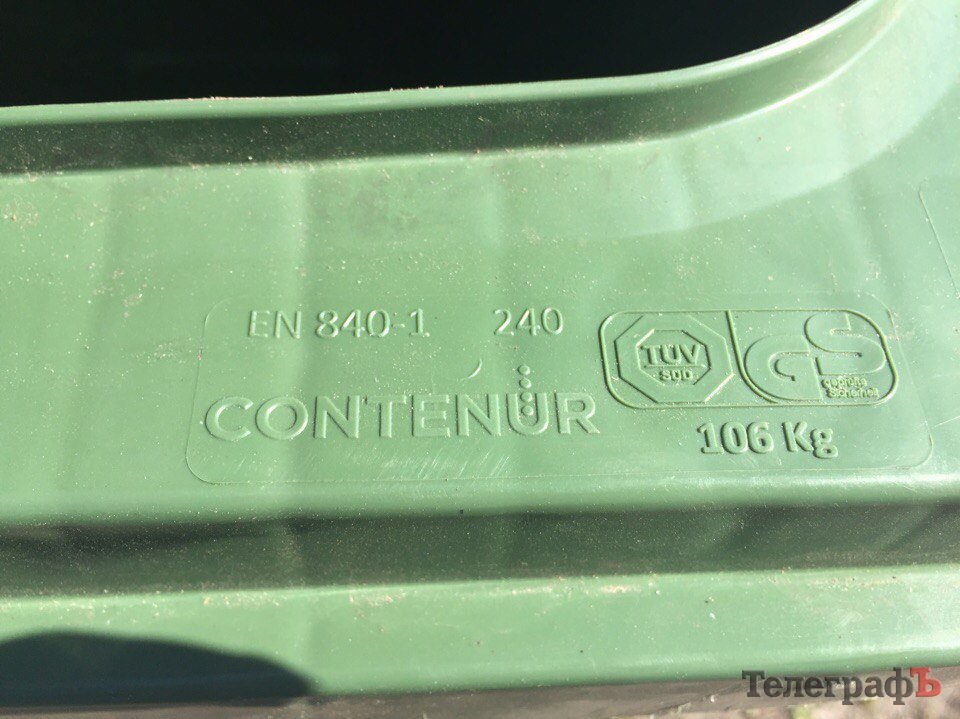 EN 840-1 240
CONTENÜR
TÜV
SÜD
GS
geprüfte
Sicherheit
106 Kg
ТелеграфЪ